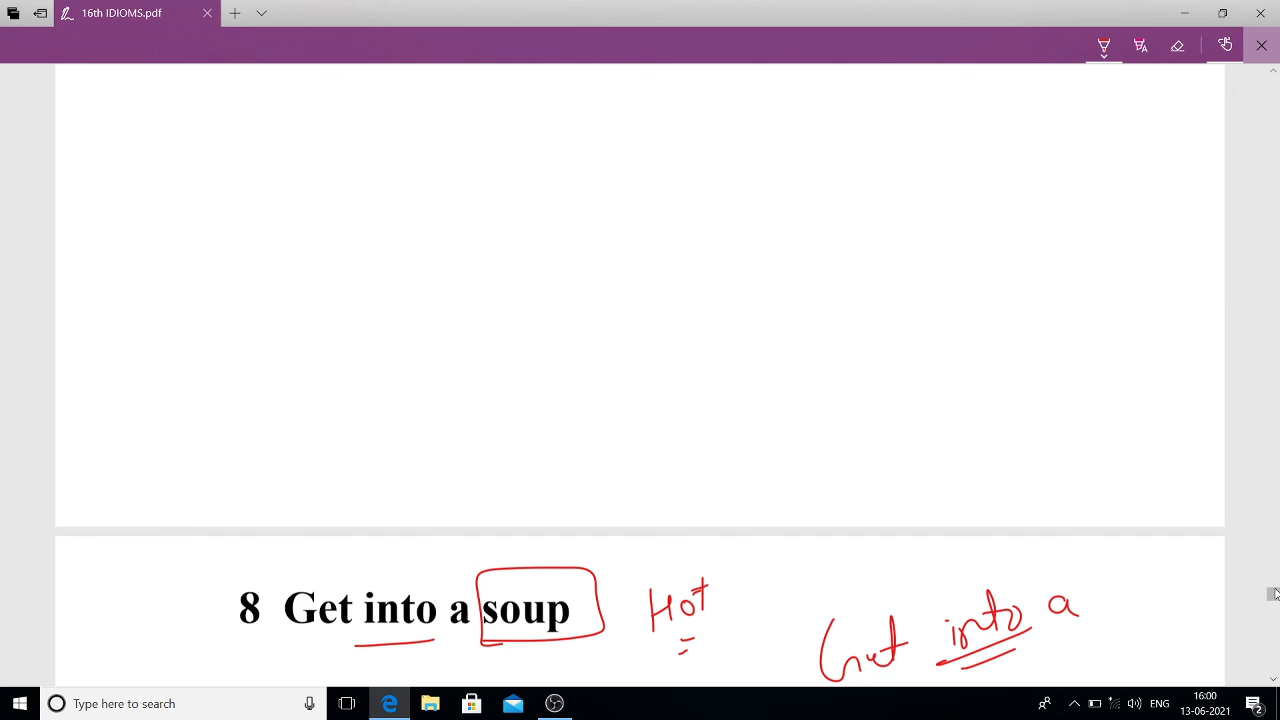 16th IDIOMS.pdf
8 Get into a soup Hot
Get into a
Type here to search
ENG
16:00
13-06-2021
2